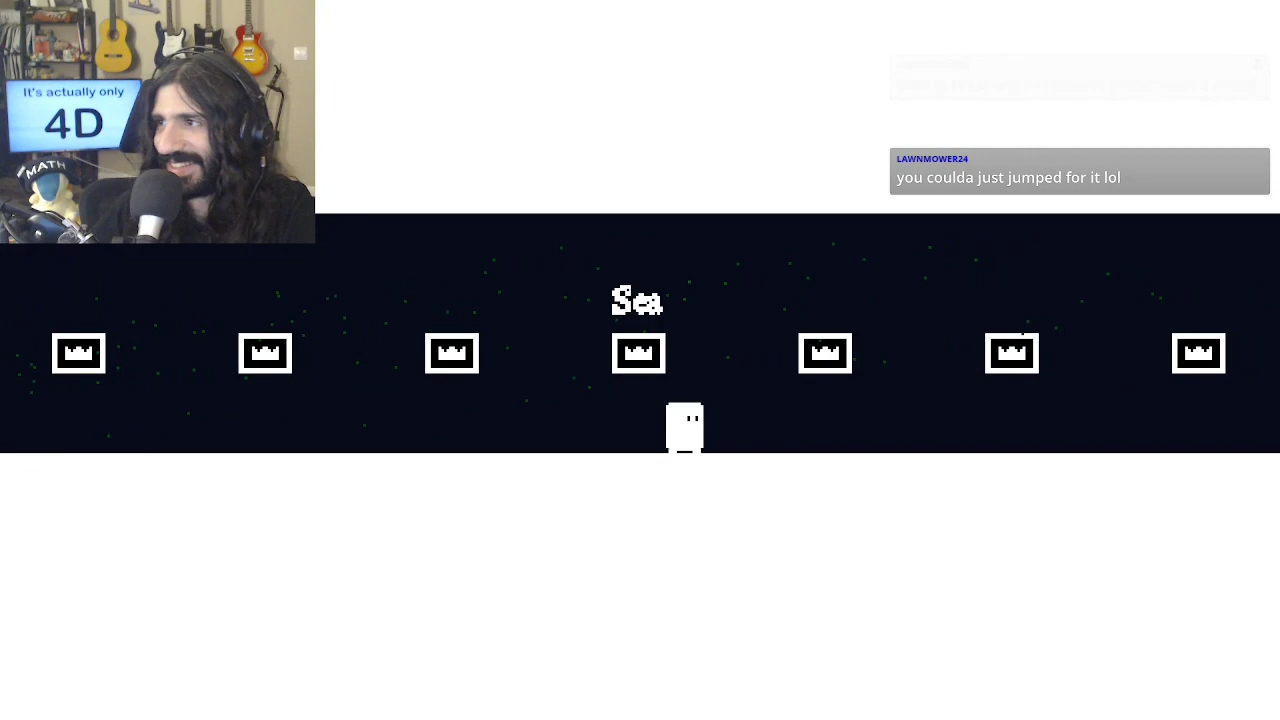 It's actually only
4D
MATH
LAWNMOWER24
you coulda just jumped for it lol
Sea